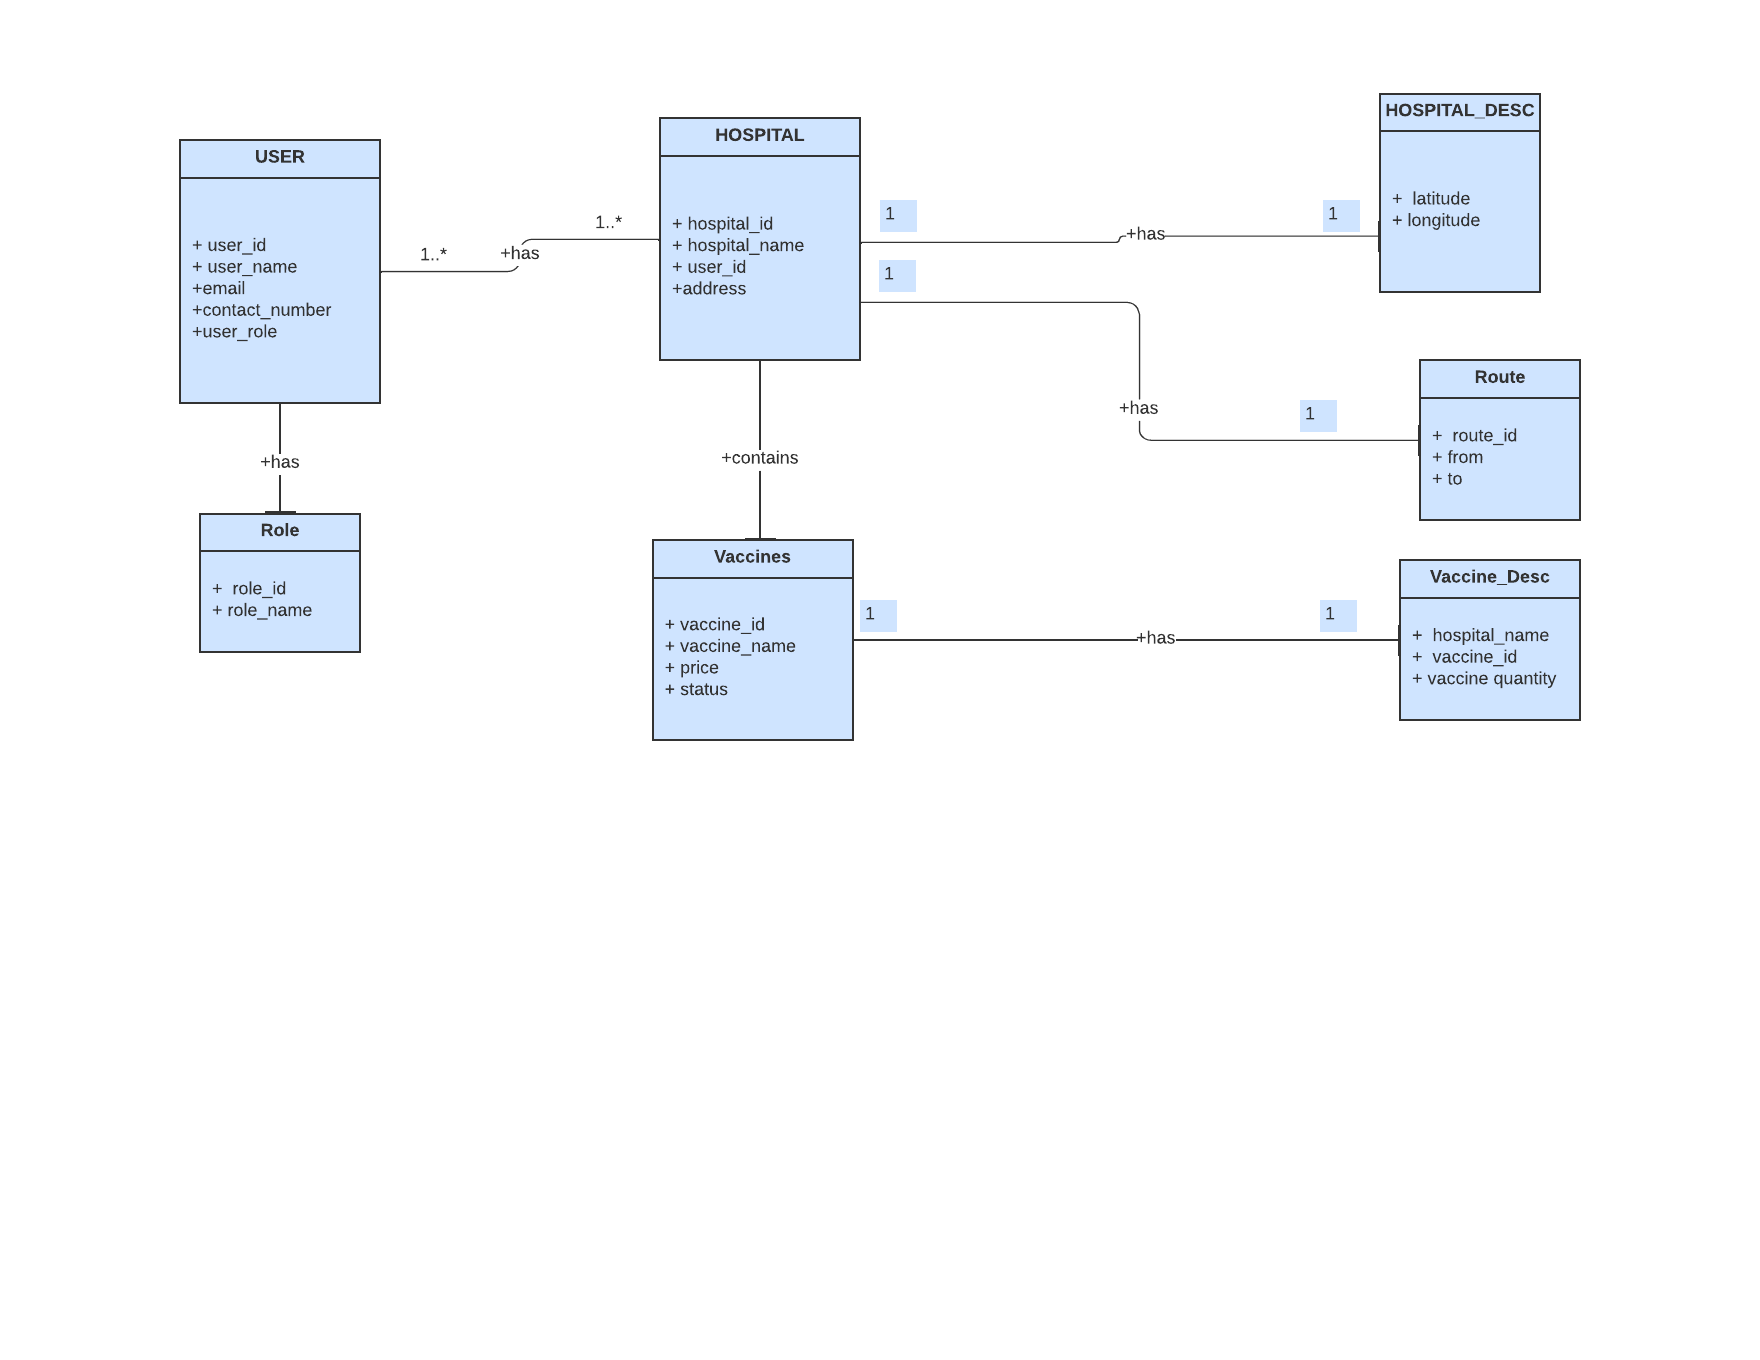 USER
+ user_id
+ user_name
+email
+contact_number
+user_role
1..*
+has
1..*
HOSPITAL
+ hospital_id
+ hospital_name
+ user_id
+address
1
+has
1
HOSPITAL_DESC
+  latitude
+ longitude
1
+has
1
Route
+  route_id
+ from
+ to
+has
Role
+  role_id
+ role_name
+contains
Vaccines
+ vaccine_id
+ vaccine_name
+ price
+ status
1
+has
1
Vaccine_Desc
+  hospital_name
+  vaccine_id
+ vaccine quantity